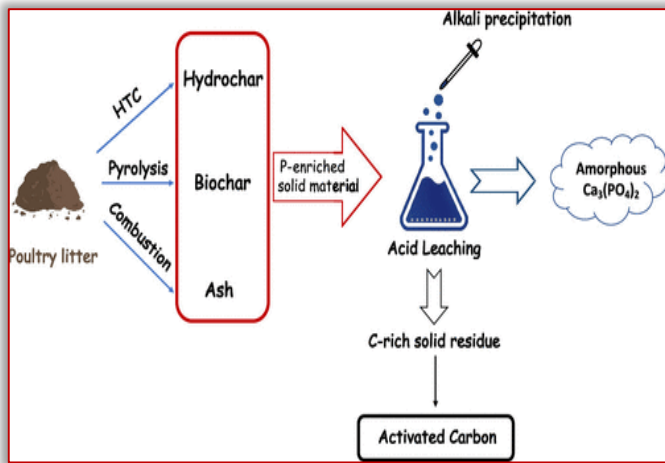 Alkali precipitation
Hydrochar
HTC
Pyrolysis
Biochar
P-enriched
solid material
Amorphous
Ca₃(PO₄)₂
Combustion
Poultry litter
Ash
Acid Leaching
C-rich solid residue
Activated Carbon